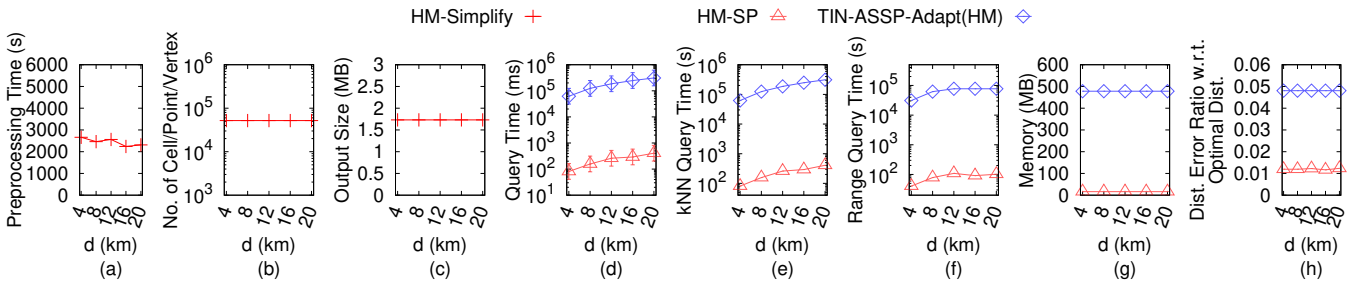 HM-Simplify HM-SP TIN-ASSP-Adapt(HM)
Preprocessing Time (s)
6000
5000
4000
3000
2000
1000
0
4 8 12 16 20
d (km)
(a)
No. of Cell/Point/Vertex
10^6
10^5
10^4
10^3
4 8 12 16 20
d (km)
(b)
Output Size (MB)
3
2.5
2
1.5
1
0.5
0
4 8 12 16 20
d (km)
(c)
Query Time (ms)
10^6
10^5
10^4
10^3
10^2
10^1
4 8 12 16 20
d (km)
(d)
kNN Query Time (s)
10^6
10^5
10^4
10^3
10^2
4 8 12 16 20
d (km)
(e)
Range Query Time (s)
10^5
10^4
10^3
10^2
4 8 12 16 20
d (km)
(f)
Memory (MB)
600
500
400
300
200
100
0
4 8 12 16 20
d (km)
(g)
Dist. Error Ratio w.r.t.
Optimal Dist.
0.06
0.05
0.04
0.03
0.02
0.01
0
4 8 12 16 20
d (km)
(h)